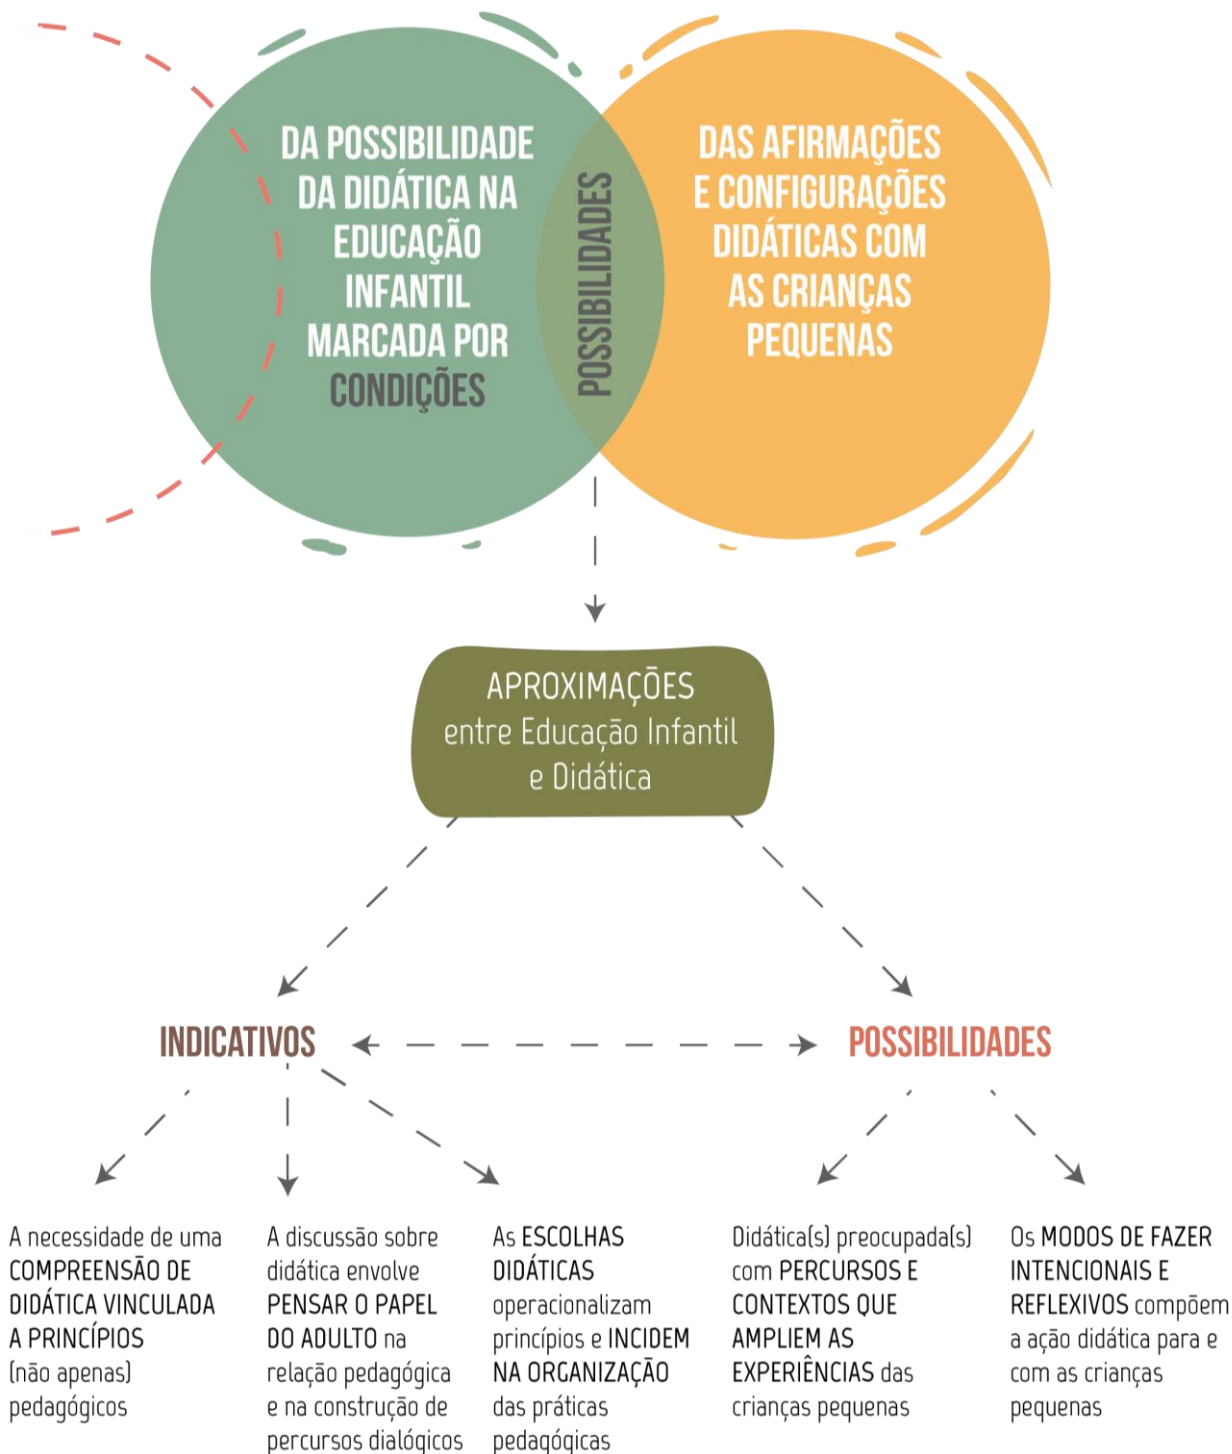 DA POSSIBILIDADE
DA DIDÁTICA NA
EDUCAÇÃO
INFANTIL
MARCADA POR
CONDIÇÕES
POSSIBILIDADES
DAS AFIRMAÇÕES
E CONFIGURAÇÕES
DIDÁTICAS COM
AS CRIANÇAS
PEQUENAS
APROXIMAÇÕES
entre Educação Infantil
e Didática
INDICATIVOS
POSSIBILIDADES
A necessidade de uma
COMPREENSÃO DE
DIDÁTICA VINCULADA
A PRINCÍPIOS
(não apenas)
pedagógicos
A discussão sobre
didática envolve
PENSAR O PAPEL
DO ADULTO na
relação pedagógica
e na construção de
percursos dialógicos
As ESCOLHAS
DIDÁTICAS
operacionalizam
princípios e INCIDEM
NA ORGANIZAÇÃO
das práticas
pedagógicas
Didática(s) preocupada(s)
com PERCURSOS E
CONTEXTOS QUE
AMPLIEM AS
EXPERIÊNCIAS das
crianças pequenas
Os MODOS DE FAZER
INTENCIONAIS E
REFLEXIVOS compõem
a ação didática para e
com as crianças
pequenas